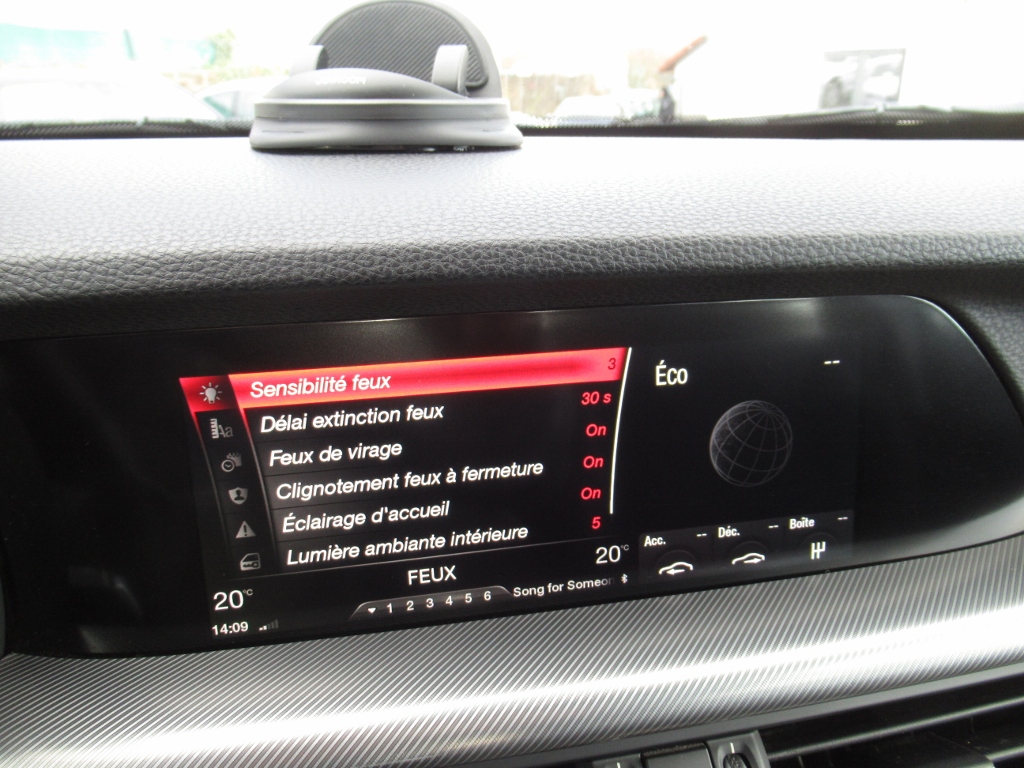 Sensibilité feux 3
Délai extinction feux 30 s
Feux de virage On
Clignotement feux à fermeture On
Éclairage d'accueil On
Lumière ambiante intérieure 5
Aa
FEUX
20°C
20°C
14:09
1 2 3 4 5 6
Song for Someon
Éco --
Acc. --
Déc. --
Boîte --